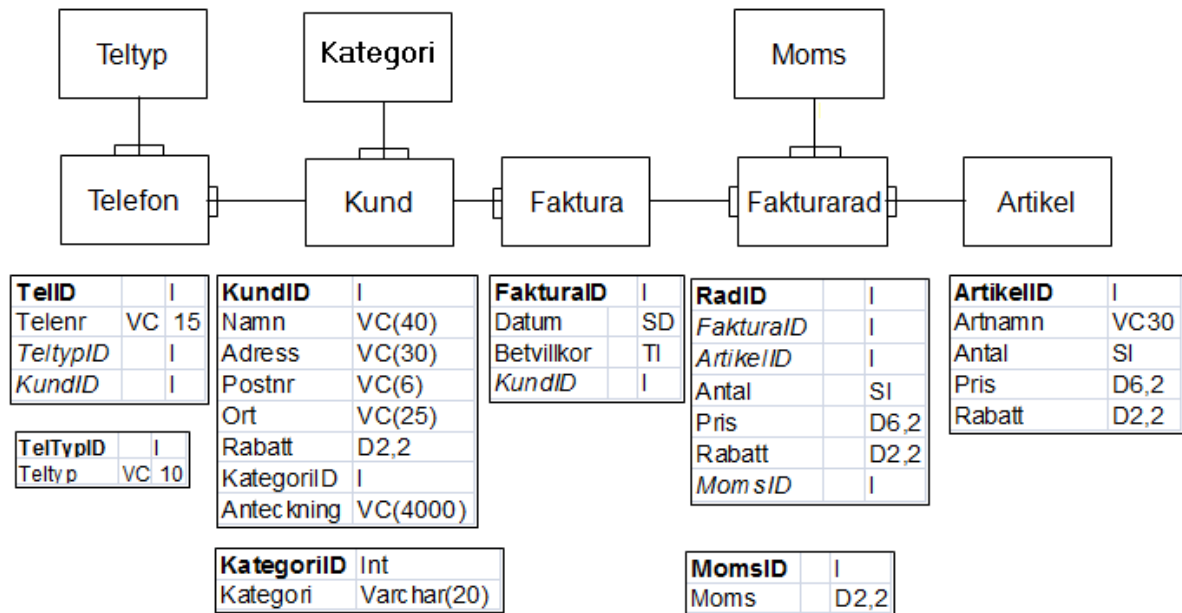 Teltyp
Kategori
Moms
Telefon
Kund
Faktura
Fakturarad
Artikel
TelID I
Telenr VC 15
TeltypID I
KundID I
TelTypID I
Teltyp VC 10
KundID I
Namn VC(40)
Adress VC(30)
Postnr VC(6)
Ort VC(25)
Rabatt D2,2
KategoriID I
Anteckning VC(4000)
KategoriID Int
Kategori Varchar(20)
FakturaID I
Datum SD
Betvillkor TI
KundID I
RadID I
FakturaID I
ArtikelID I
Antal SI
Pris D6,2
Rabatt D2,2
MomsID I
MomsID I
Moms D2,2
ArtikelID I
Artnamn VC30
Antal SI
Pris D6,2
Rabatt D2,2